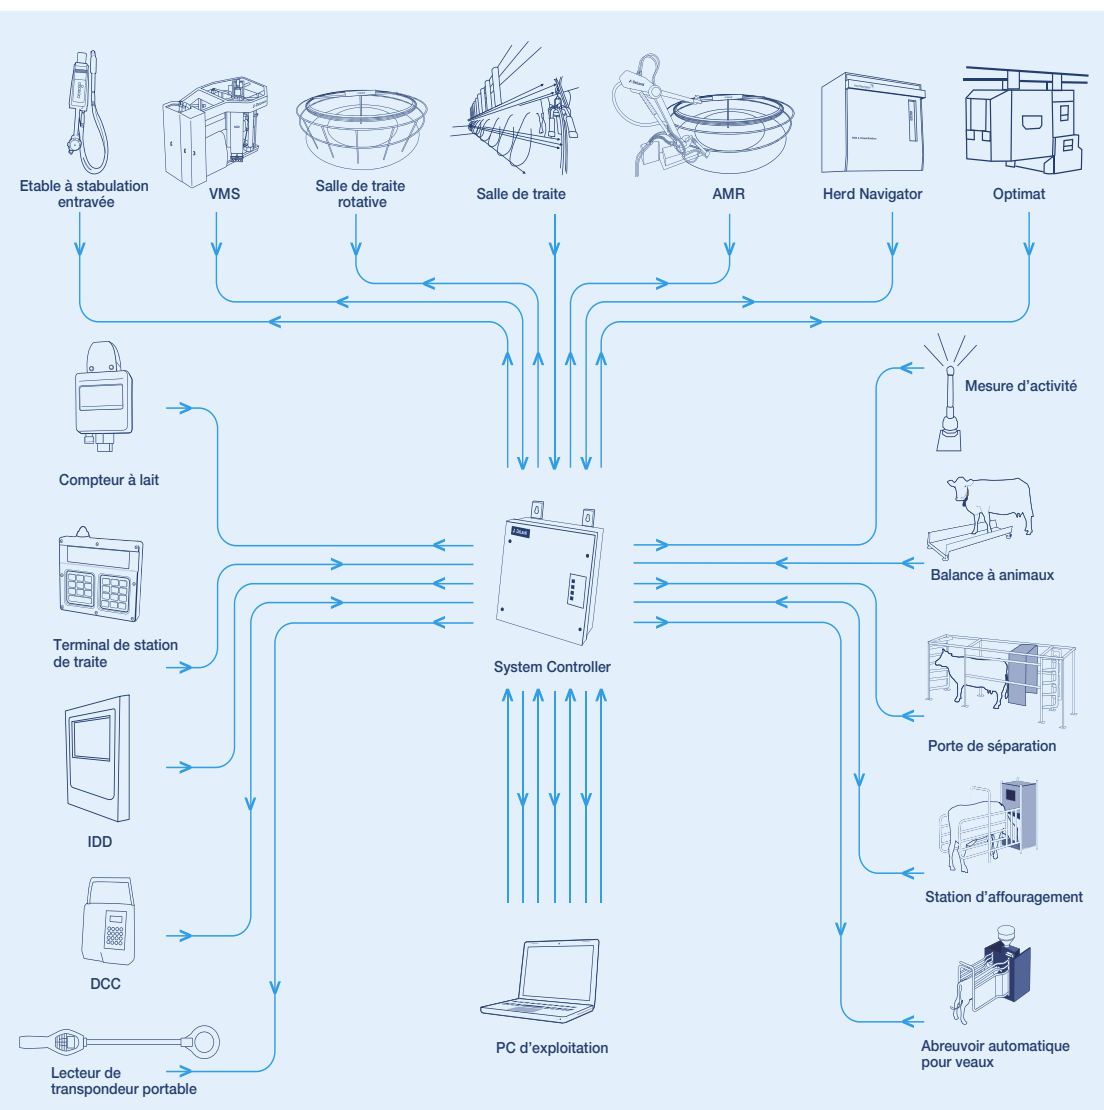 Etable à stabulation
entravée
VMS
Salle de traite
rotative
Salle de traite
AMR
Herd Navigator
Optimat
Mesure d'activité
Compteur à lait
Balance à animaux
Terminal de station
de traite
System Controller
Porte de séparation
IDD
Station d'affouragement
DCC
PC d'exploitation
Abreuvoir automatique
pour veaux
Lecteur de
transpondeur portable